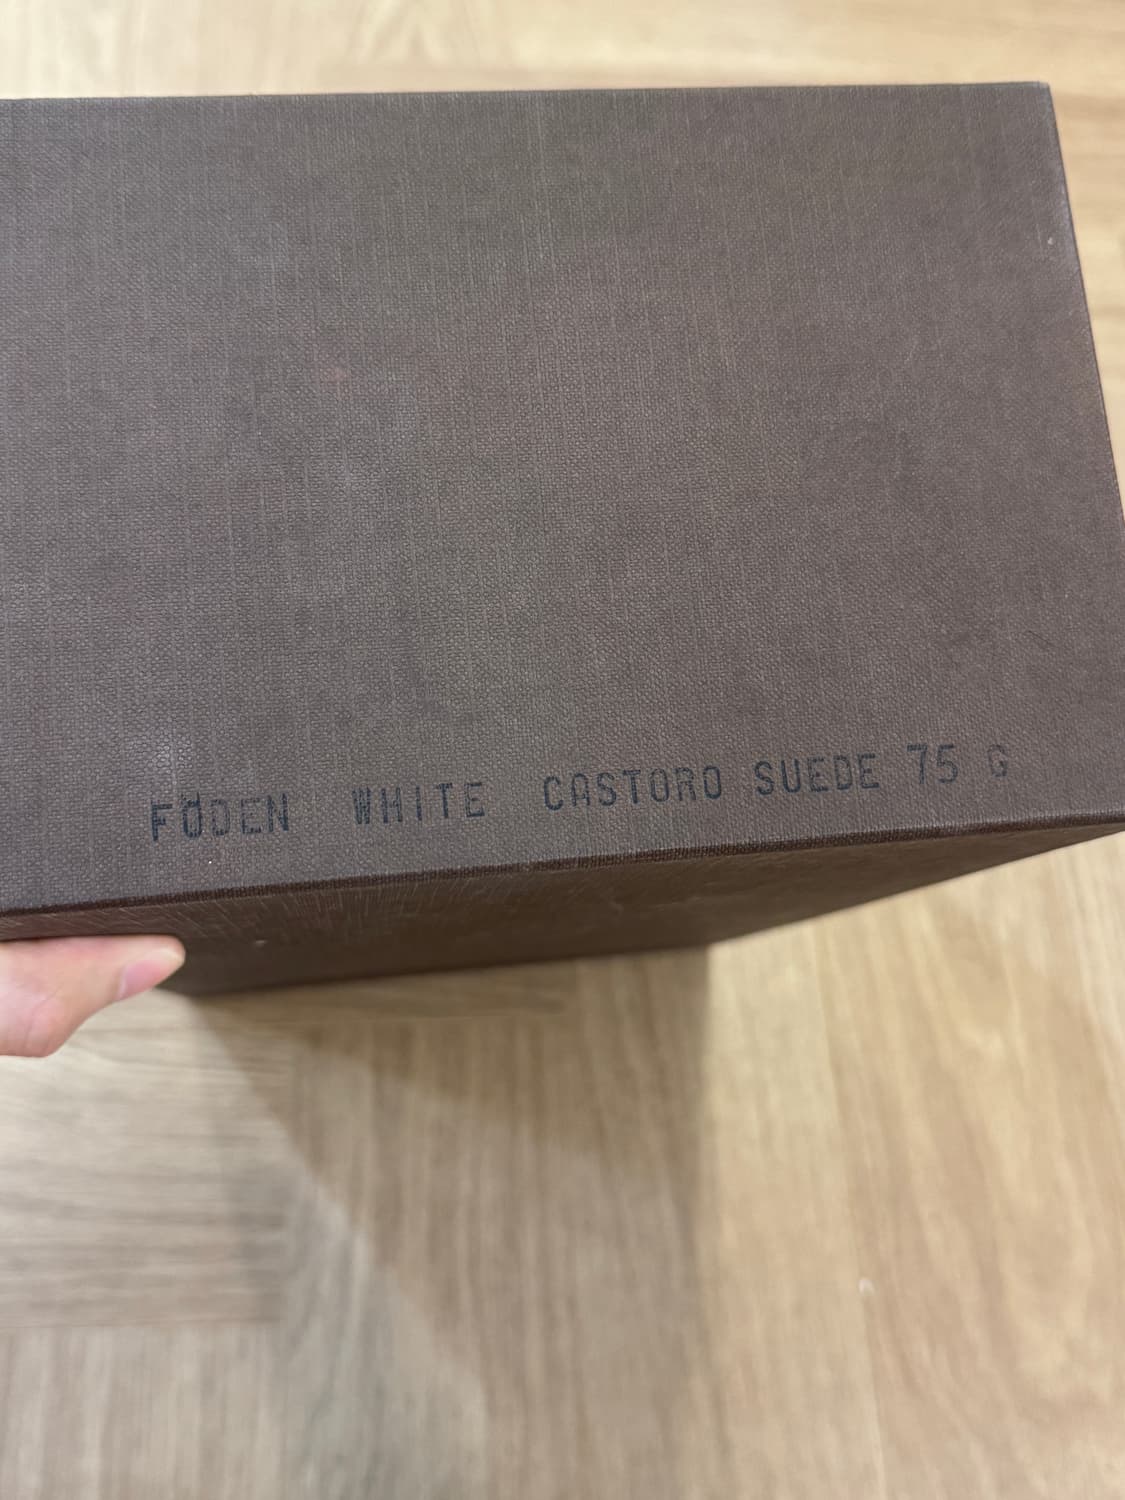 FÖDEN WHITE CASTORO SUEDE 75 G